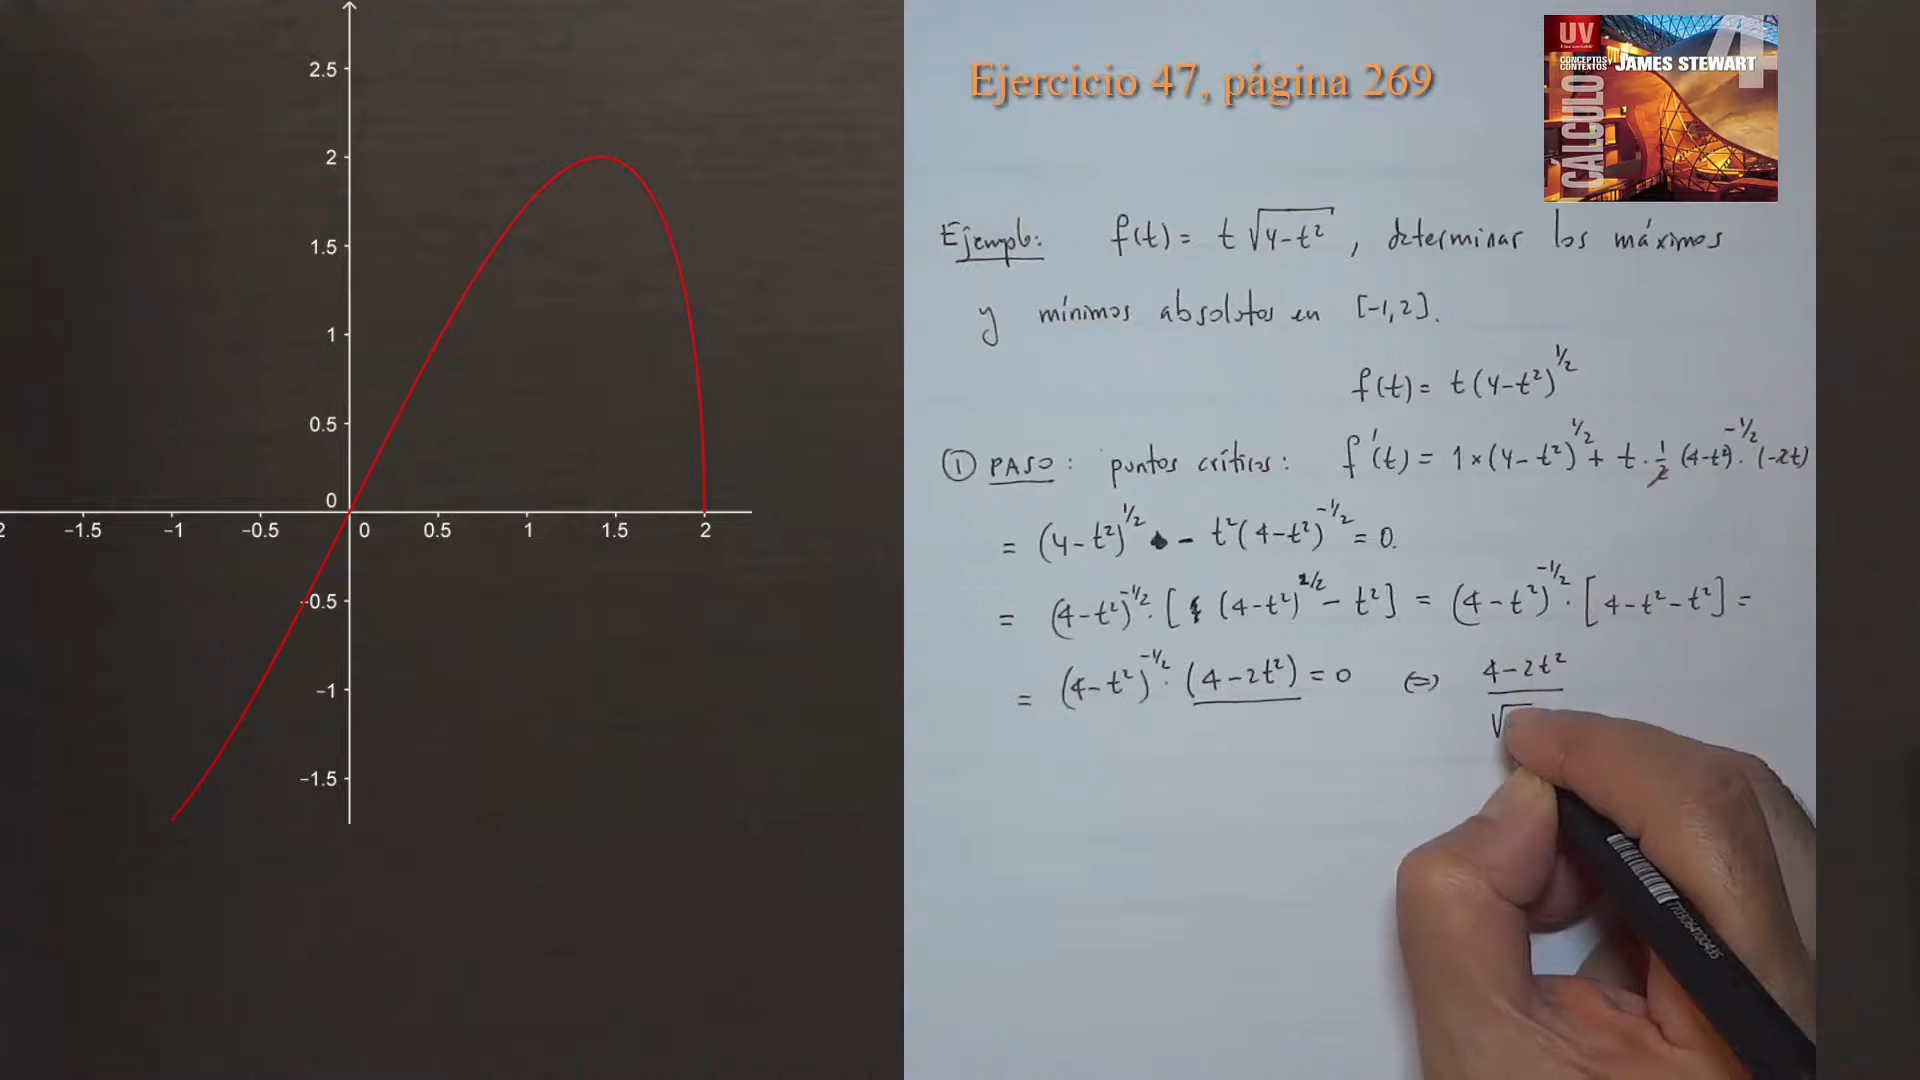 2.5
2
1.5
1
0.5
0
2 −1.5 −1 −0.5 0 0.5 1 1.5 2
−0.5
−1
−1.5
Ejercicio 47, página 269
UV
CONCEPTOS Y CONTEXTOS
JAMES STEWART
4
CÁLCULO
Ejemplo: f(t) = t √(4-t²) , determinar los máximos
y mínimos absolutos en [-1,2].
f(t) = t (4-t²)^1/2
① PASO: puntos críticos: f'(t) = 1×(4-t²)^1/2 + t · 1/2 (4-t²)^-1/2 · (-2t)
= (4-t²)^1/2 - t²(4-t²)^-1/2 = 0.
= (4-t²)^-1/2 · [ (4-t²)^2/2 - t² ] = (4-t²)^-1/2 · [ 4-t²-t² ] =
= (4-t²)^-1/2 · (4-2t²) = 0 ⇔ 4-2t²
√
7703064100435